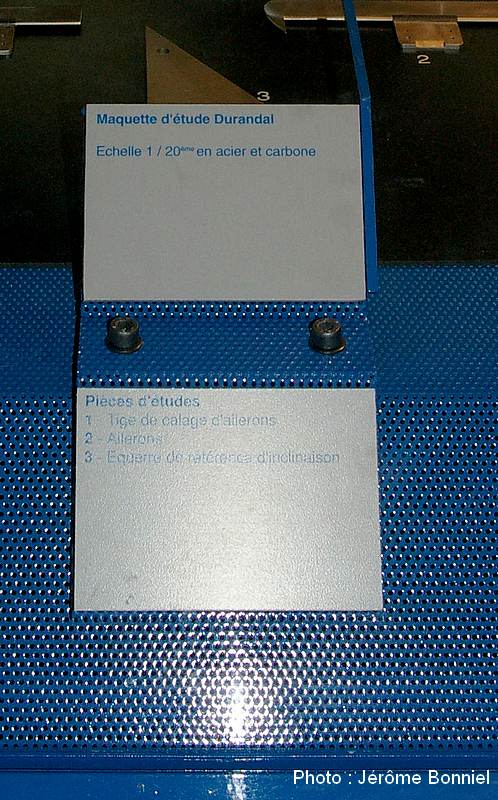 2
3
Maquette d'étude Durandal
Echelle 1 / 20ème en acier et carbone
Pièces d'études
1 - Tige de calage d'ailerons
2 - Ailerons
3 - Equerre de référence d'inclinaison
Photo : Jérôme Bonniel